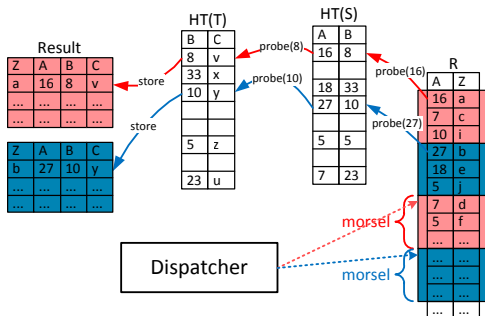 HT(T)
HT(S)
Result
R
Z A B C
a 16 8 v
... ... ... ...
... ... ... ...
Z A B C
b 27 10 y
... ... ... ...
... ... ... ...
store
store
B C
8 v
33 x
10 y
5 z
23 u
probe(8)
probe(10)
A B
16 8
18 33
27 10
5 5
7 23
probe(16)
probe(27)
A Z
16 a
7 c
10 i
27 b
18 e
5 j
7 d
5 f
... ...
... ...
... ...
... ...
... ...
morsel
morsel
Dispatcher